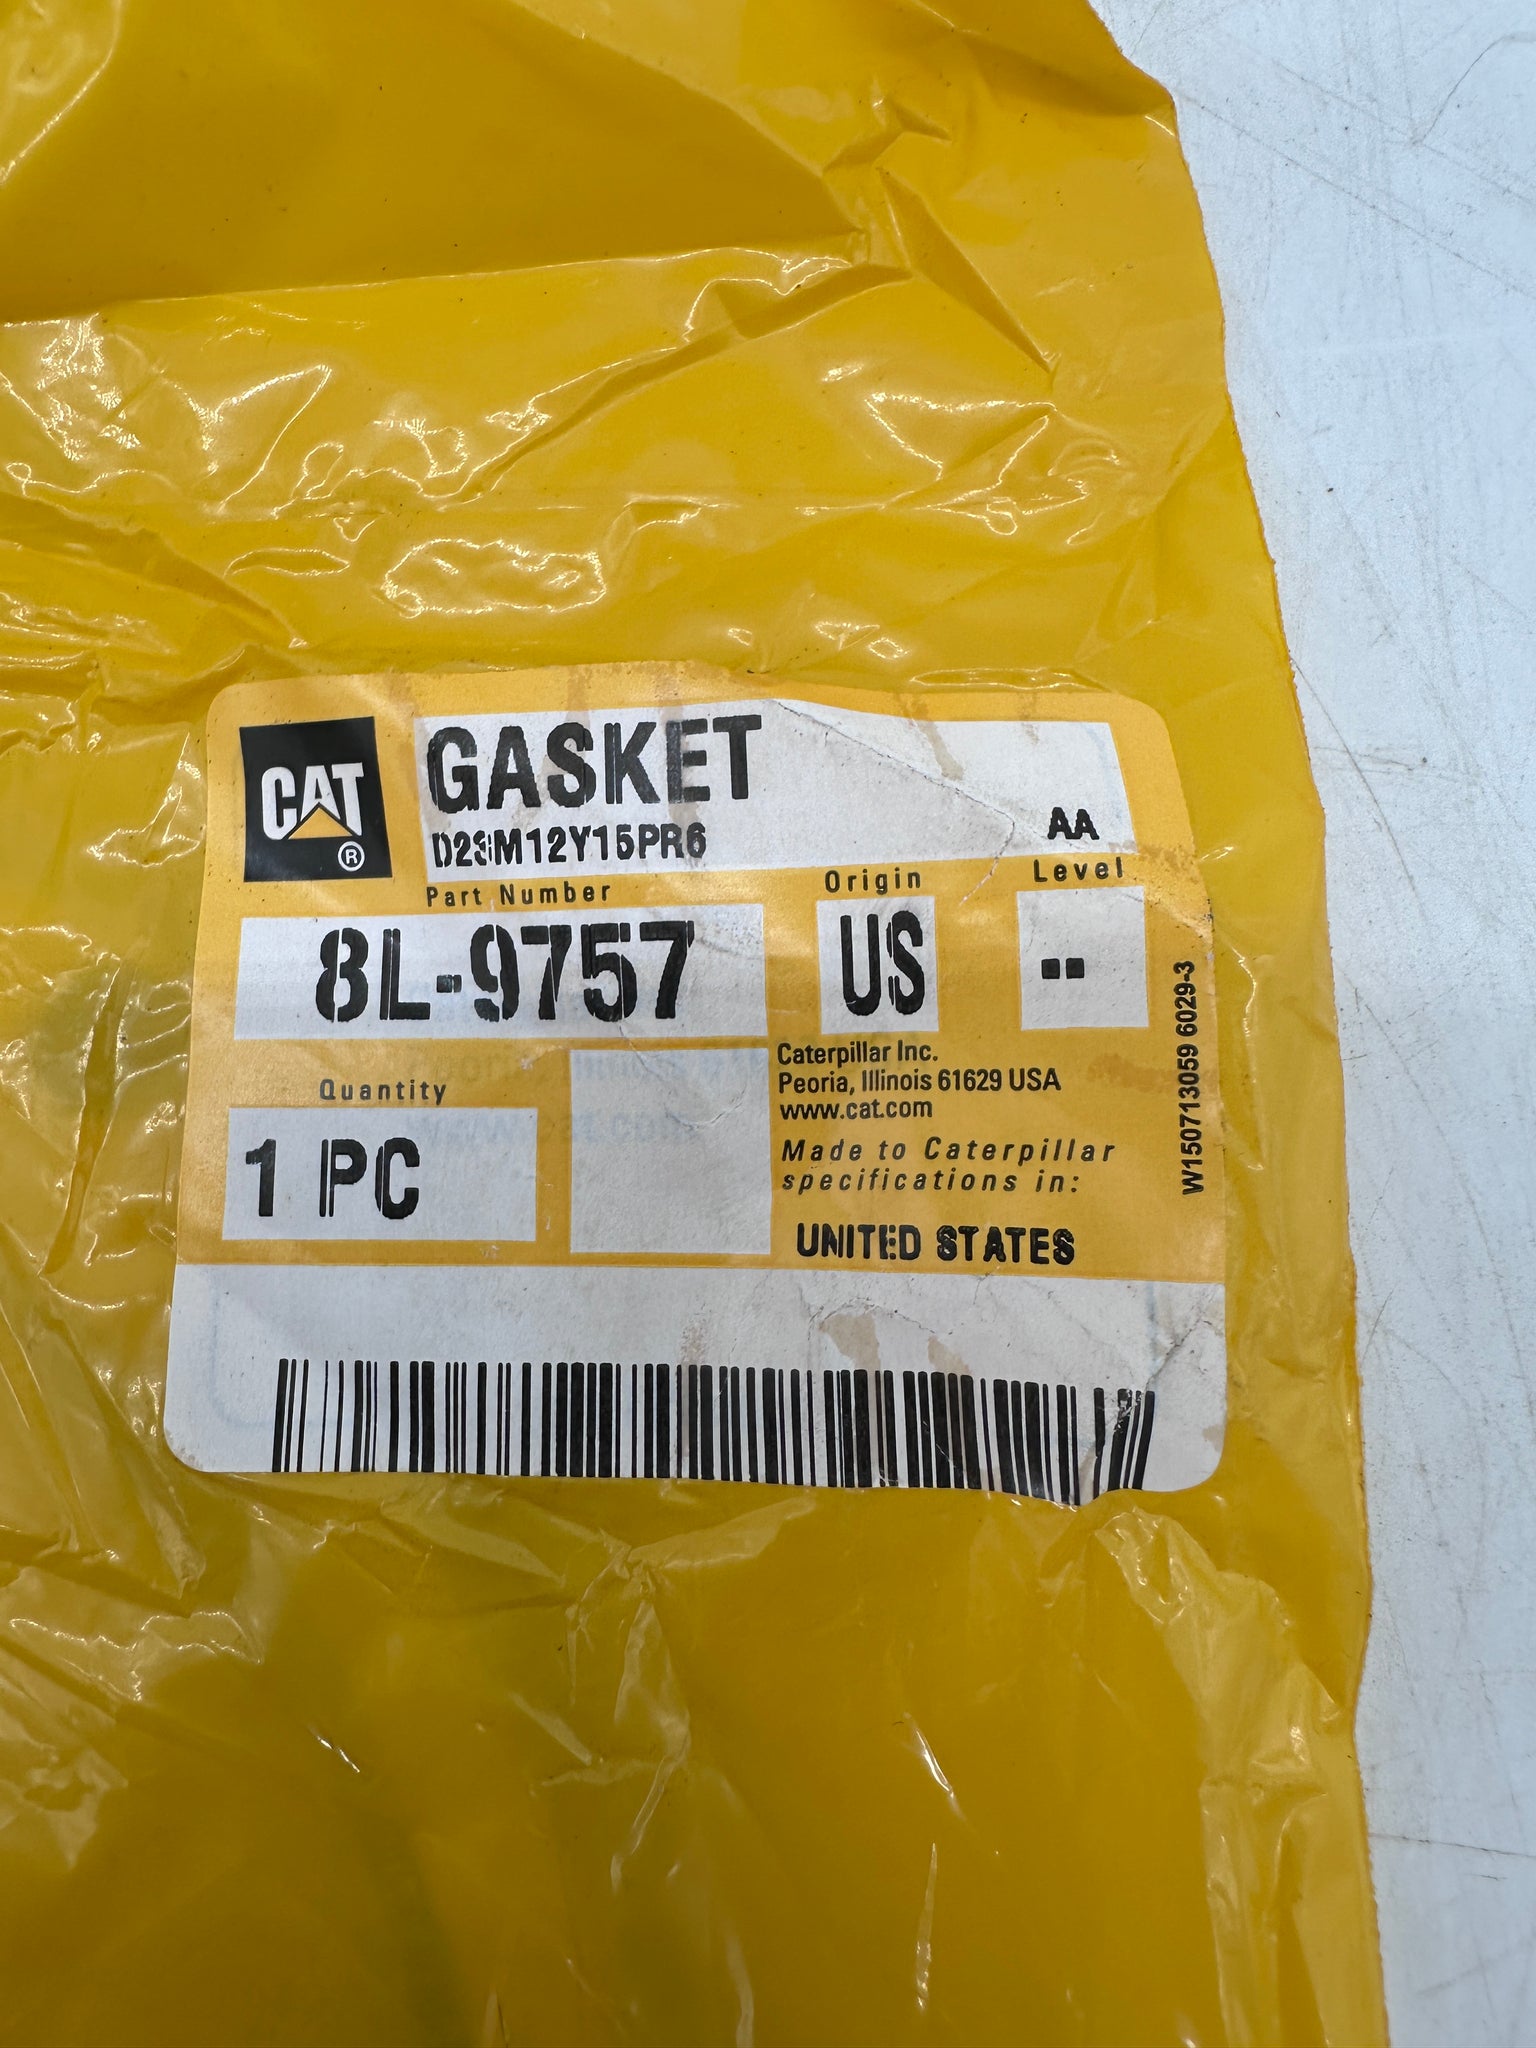 CAT
®
GASKET
D29M12Y15PR6
AA
Part Number
Origin
Level
8L-9757
US
--
Quantity
1 PC
Caterpillar Inc.
Peoria, Illinois 61629 USA
www.cat.com
Made to Caterpillar
specifications in:
UNITED STATES
W150713059 6029-3